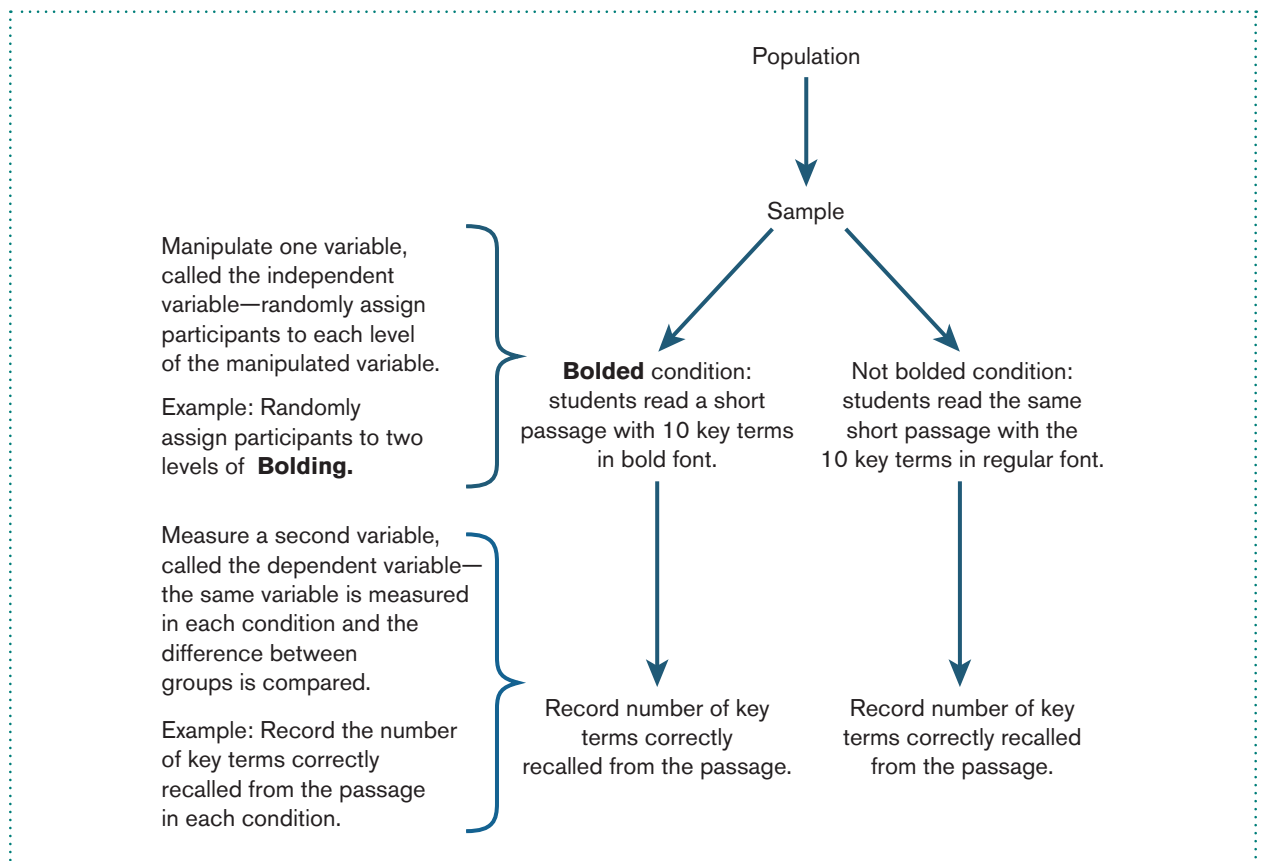 Population
Sample
Manipulate one variable,
called the independent
variable—randomly assign
participants to each level
of the manipulated variable.
Example: Randomly
assign participants to two
levels of Bolding.
Bolded condition:
students read a short
passage with 10 key terms
in bold font.
Not bolded condition:
students read the same
short passage with the
10 key terms in regular font.
Measure a second variable,
called the dependent variable—
the same variable is measured
in each condition and the
difference between
groups is compared.
Example: Record the number
of key terms correctly
recalled from the passage
in each condition.
Record number of key
terms correctly
recalled from the passage.
Record number of key
terms correctly recalled
from the passage.